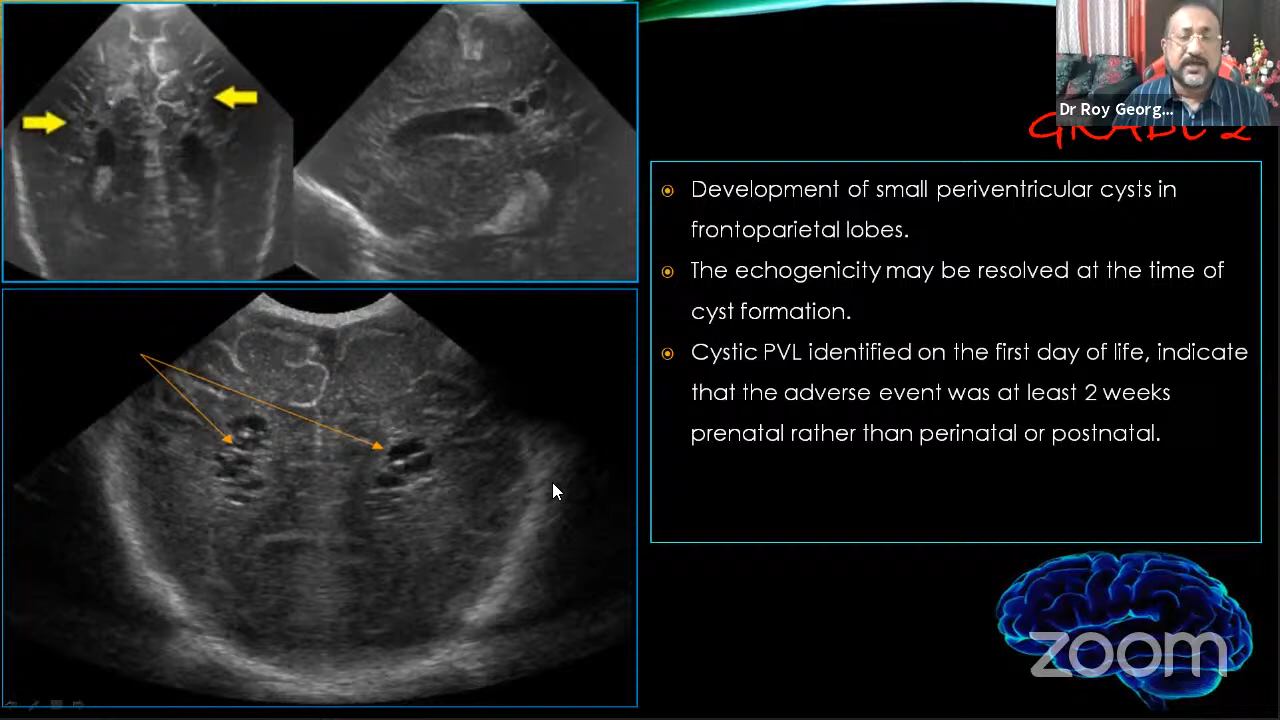 Dr Roy Georg...
GRADE 2
Development of small periventricular cysts in
frontoparietal lobes.
The echogenicity may be resolved at the time of
cyst formation.
Cystic PVL identified on the first day of life, indicate
that the adverse event was at least 2 weeks
prenatal rather than perinatal or postnatal.
zoom